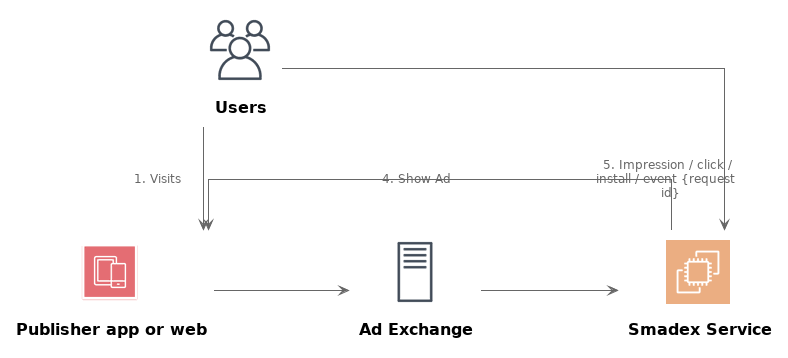 Users
1. Visits
4. Show Ad
5. Impression / click /
install / event {request
id}
Publisher app or web
Ad Exchange
Smadex Service